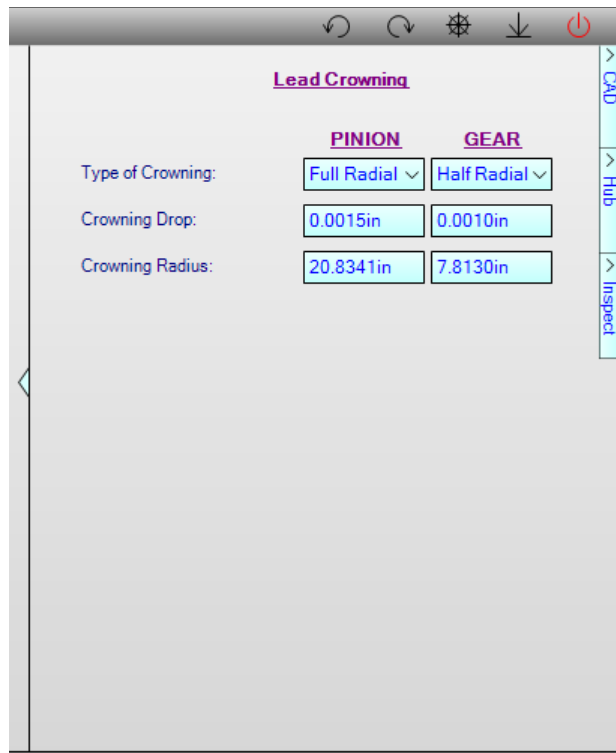 Lead Crowning
PINION GEAR
Type of Crowning: Full Radial Half Radial
Crowning Drop: 0.0015in 0.0010in
Crowning Radius: 20.8341in 7.8130in
> CAD
> Hub
> Inspect